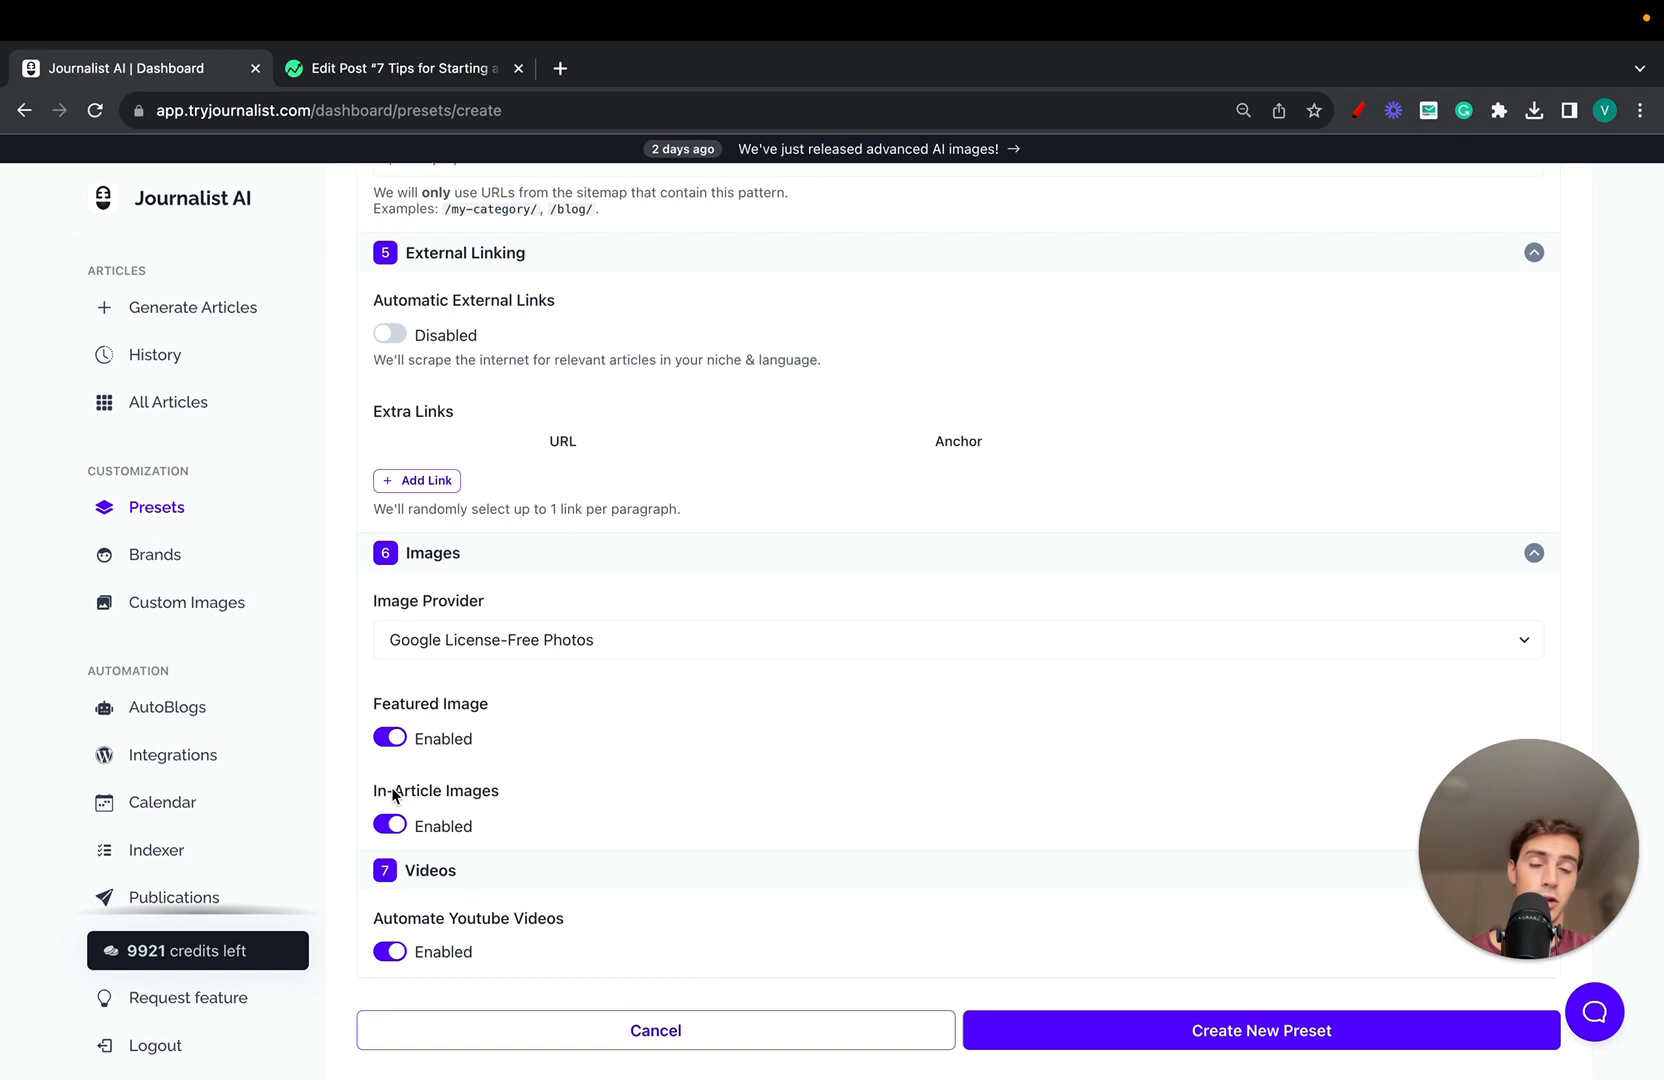 Journalist AI | Dashboard
Edit Post “7 Tips for Starting a
app.tryjournalist.com/dashboard/presets/create
V
2 days ago We've just released advanced AI images! →
Journalist AI
ARTICLES
Generate Articles
History
All Articles
CUSTOMIZATION
Presets
Brands
Custom Images
AUTOMATION
AutoBlogs
Integrations
Calendar
Indexer
Publications
9921 credits left
Request feature
Logout
We will only use URLs from the sitemap that contain this pattern.
Examples: /my-category/, /blog/.
5 External Linking
Automatic External Links
Disabled
We'll scrape the internet for relevant articles in your niche & language.
Extra Links
URL Anchor
+ Add Link
We'll randomly select up to 1 link per paragraph.
6 Images
Image Provider
Google License-Free Photos
Featured Image
Enabled
In-Article Images
Enabled
7 Videos
Automate Youtube Videos
Enabled
Cancel
Create New Preset